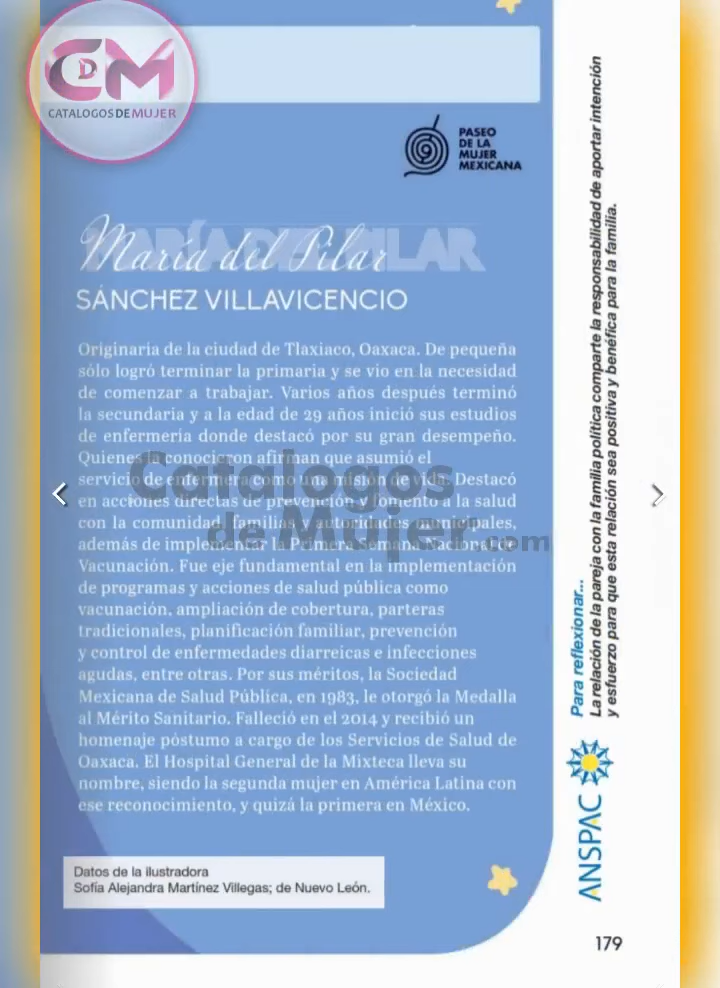 CDM
CATALOGOSDEMUJER
PASEO
DE LA
MUJER
MEXICANA
MARÍA DEL PILAR
María del Pilar
SÁNCHEZ VILLAVICENCIO
Originaria de la ciudad de Tlaxiaco, Oaxaca. De pequeña
sólo logró terminar la primaria y se vio en la necesidad
de comenzar a trabajar. Varios años después terminó
la secundaria y a la edad de 29 años inició sus estudios
de enfermería donde destacó por su gran desempeño.
Quienes la conocieron afirman que asumió el
servicio de enfermera como una misión de vida. Destacó
en acciones directas de prevención y fomento a la salud
con la comunidad, familias y autoridades municipales,
además de implementar la Primera Semana Nacional de
Vacunación. Fue eje fundamental en la implementación
de programas y acciones de salud pública como
vacunación, ampliación de cobertura, parteras
tradicionales, planificación familiar, prevención
y control de enfermedades diarreicas e infecciones
agudas, entre otras. Por sus méritos, la Sociedad
Mexicana de Salud Pública, en 1983, le otorgó la Medalla
al Mérito Sanitario. Falleció en el 2014 y recibió un
homenaje póstumo a cargo de los Servicios de Salud de
Oaxaca. El Hospital General de la Mixteca lleva su
nombre, siendo la segunda mujer en América Latina con
ese reconocimiento, y quizá la primera en México.
Catalogos
de Mujer.com
Datos de la ilustradora
Sofía Alejandra Martínez Villegas; de Nuevo León.
ANSPAC
Para reflexionar...
La relación de la pareja con la familia política comparte la responsabilidad de aportar intención
y esfuerzo para que esta relación sea positiva y benéfica para la familia.
179